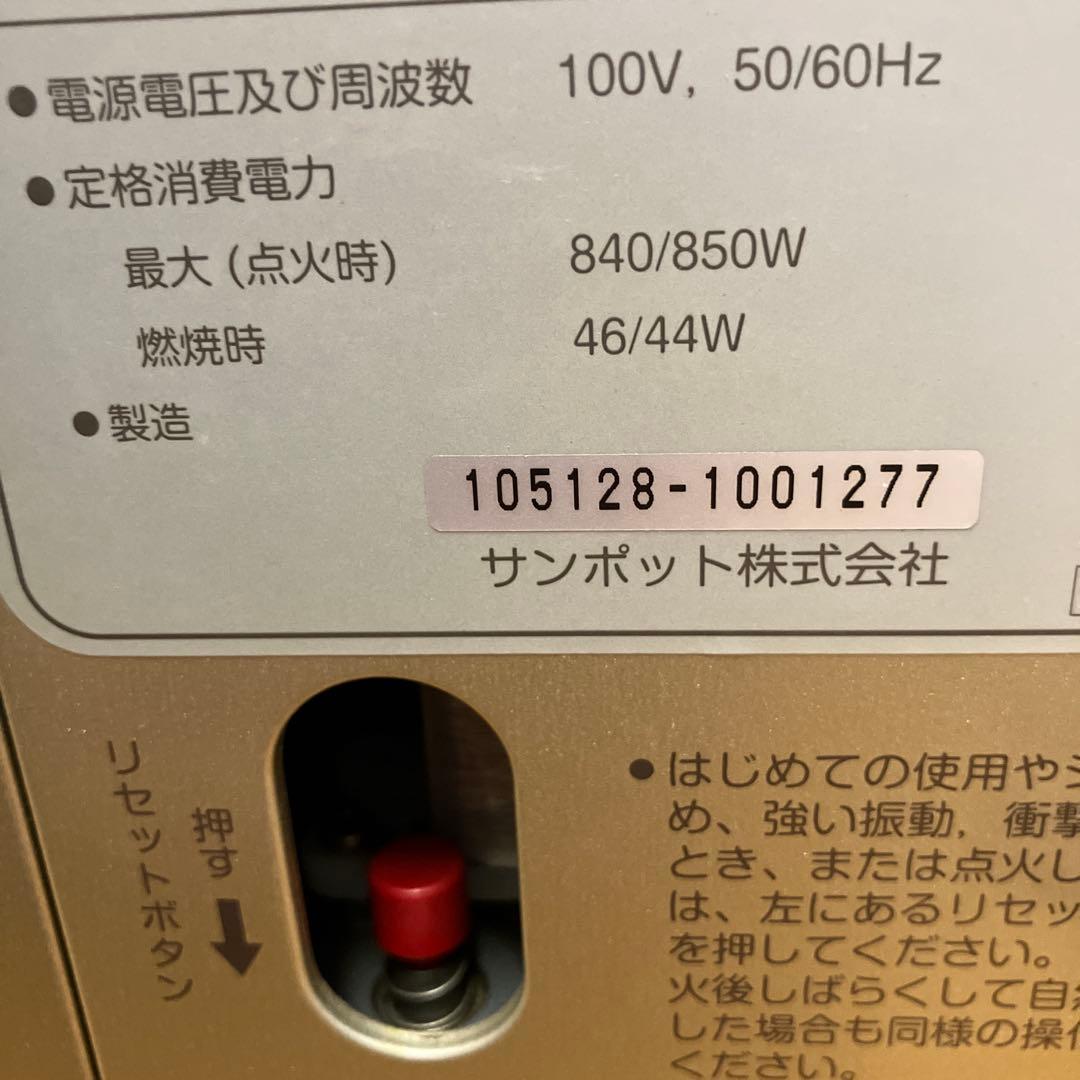 ●電源電圧及び周波数 100V, 50/60Hz
●定格消費電力
最大(点火時) 840/850W
燃焼時 46/44W
●製造
105128-1001277
サンポット株式会社
リセットボタン
押す
●はじめての使用や
め、強い振動,衝撃
とき、または点火し
は、左にあるリセッ
を押してください。
火後しばらくして自
した場合も同様の操
ください。